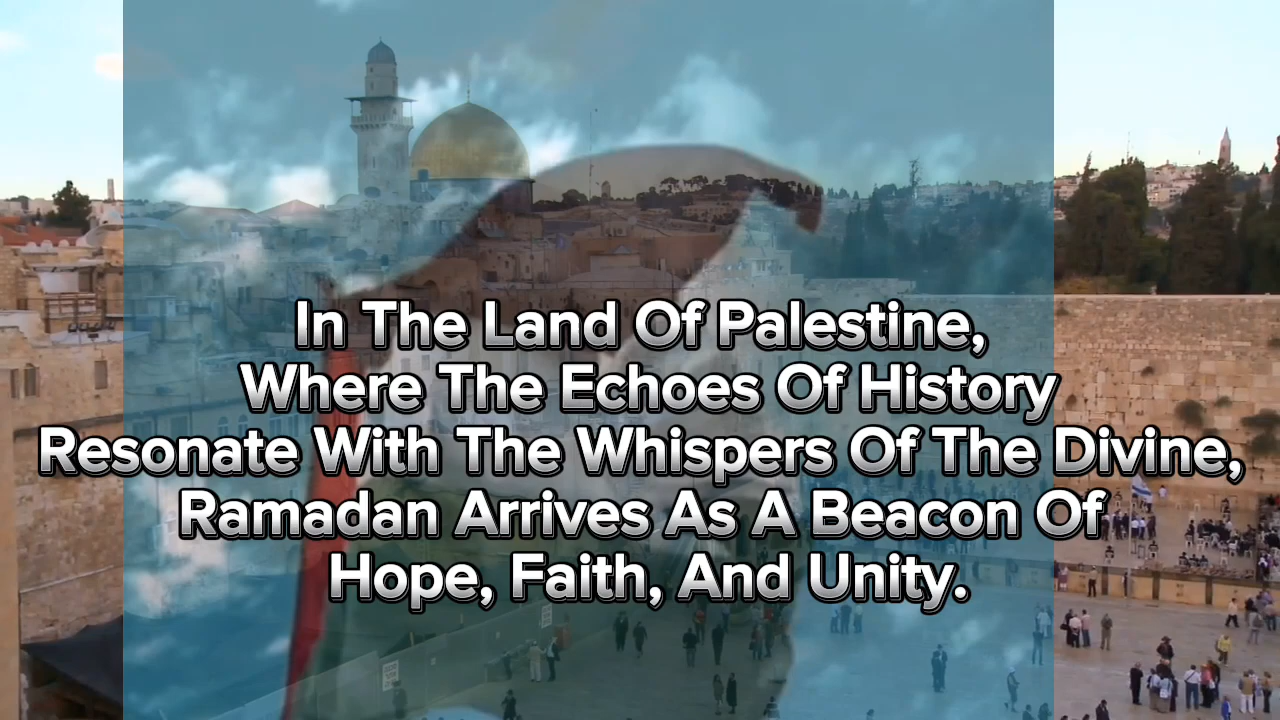 In The Land Of Palestine,
Where The Echoes Of History
Resonate With The Whispers Of The Divine,
Ramadan Arrives As A Beacon Of
Hope, Faith, And Unity.